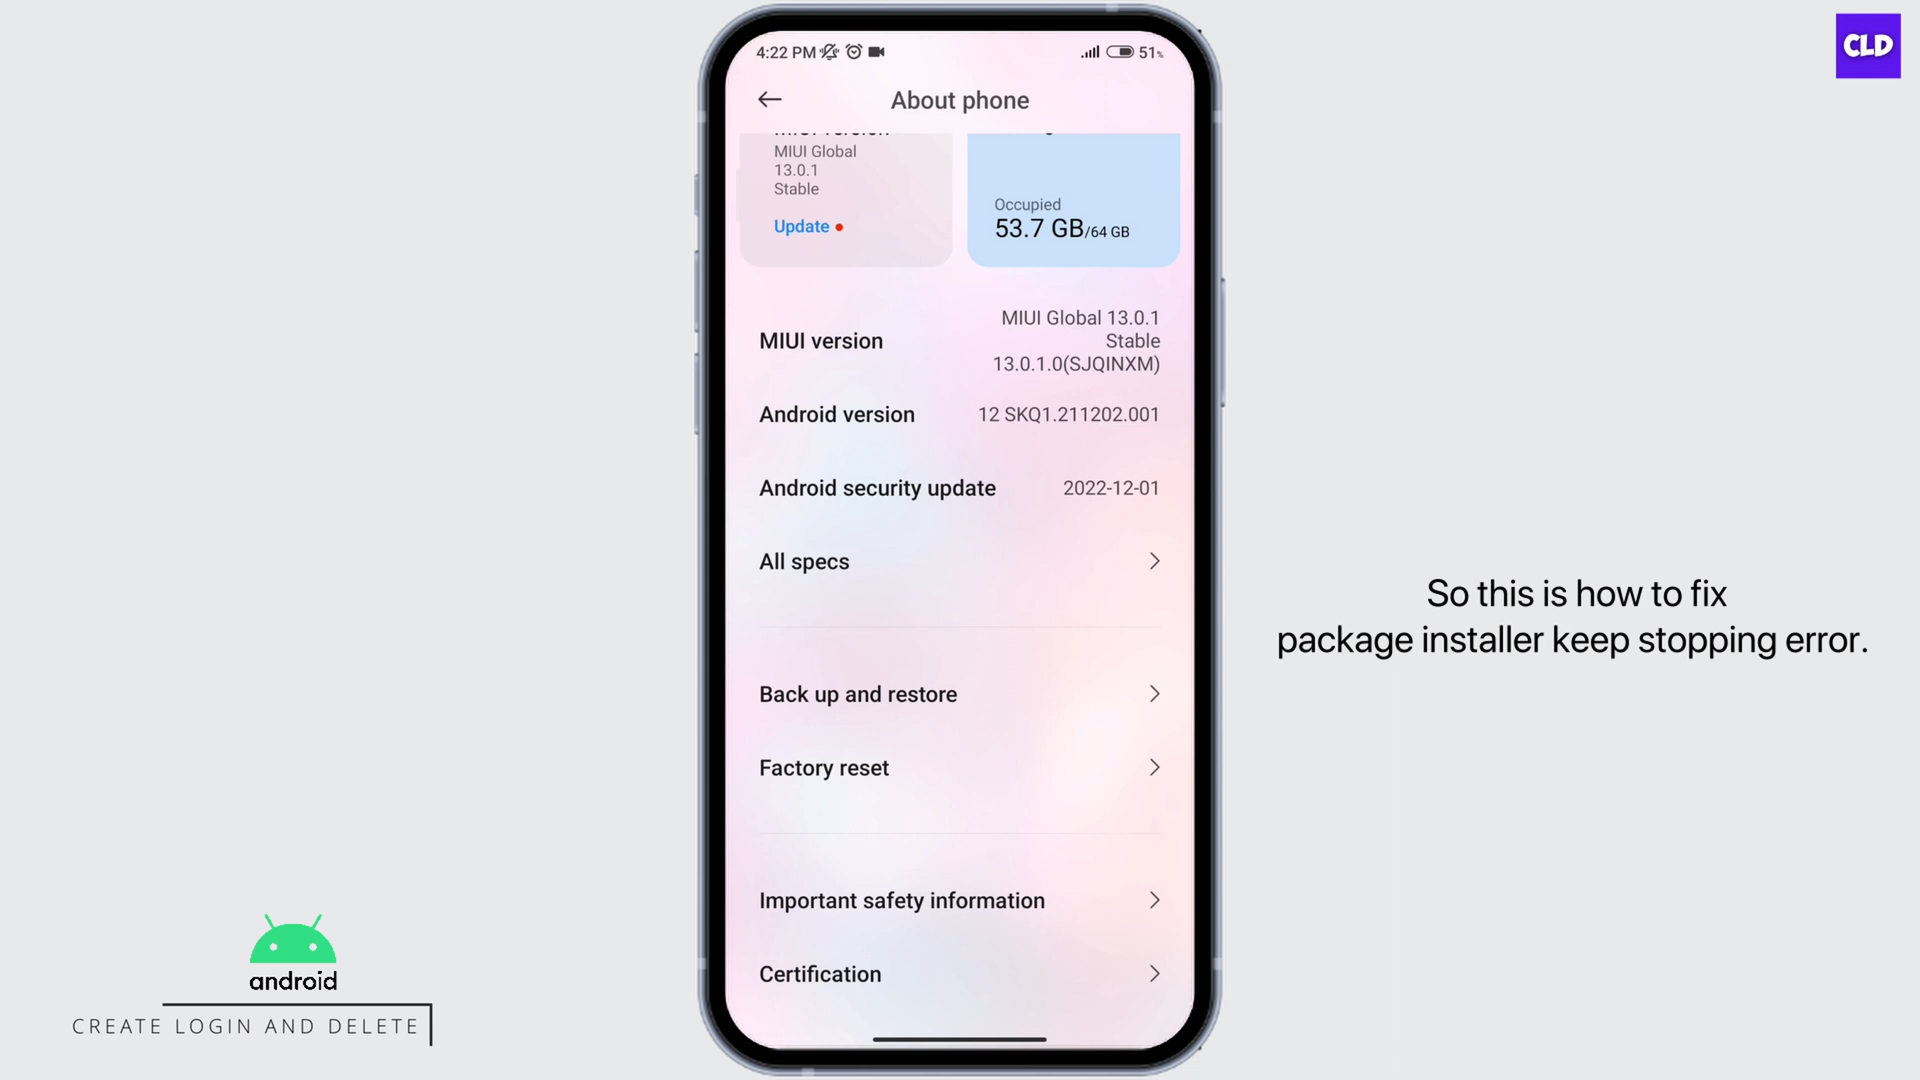 4:22 PM
51%
CLD
About phone
MIUI version
MIUI Global
13.0.1
Stable
Update
Occupied
53.7 GB/64 GB
MIUI version
MIUI Global 13.0.1
Stable
13.0.1.0(SJQINXM)
Android version
12 SKQ1.211202.001
Android security update
2022-12-01
All specs
So this is how to fix
package installer keep stopping error.
Back up and restore
Factory reset
Important safety information
Certification
android
CREATE LOGIN AND DELETE